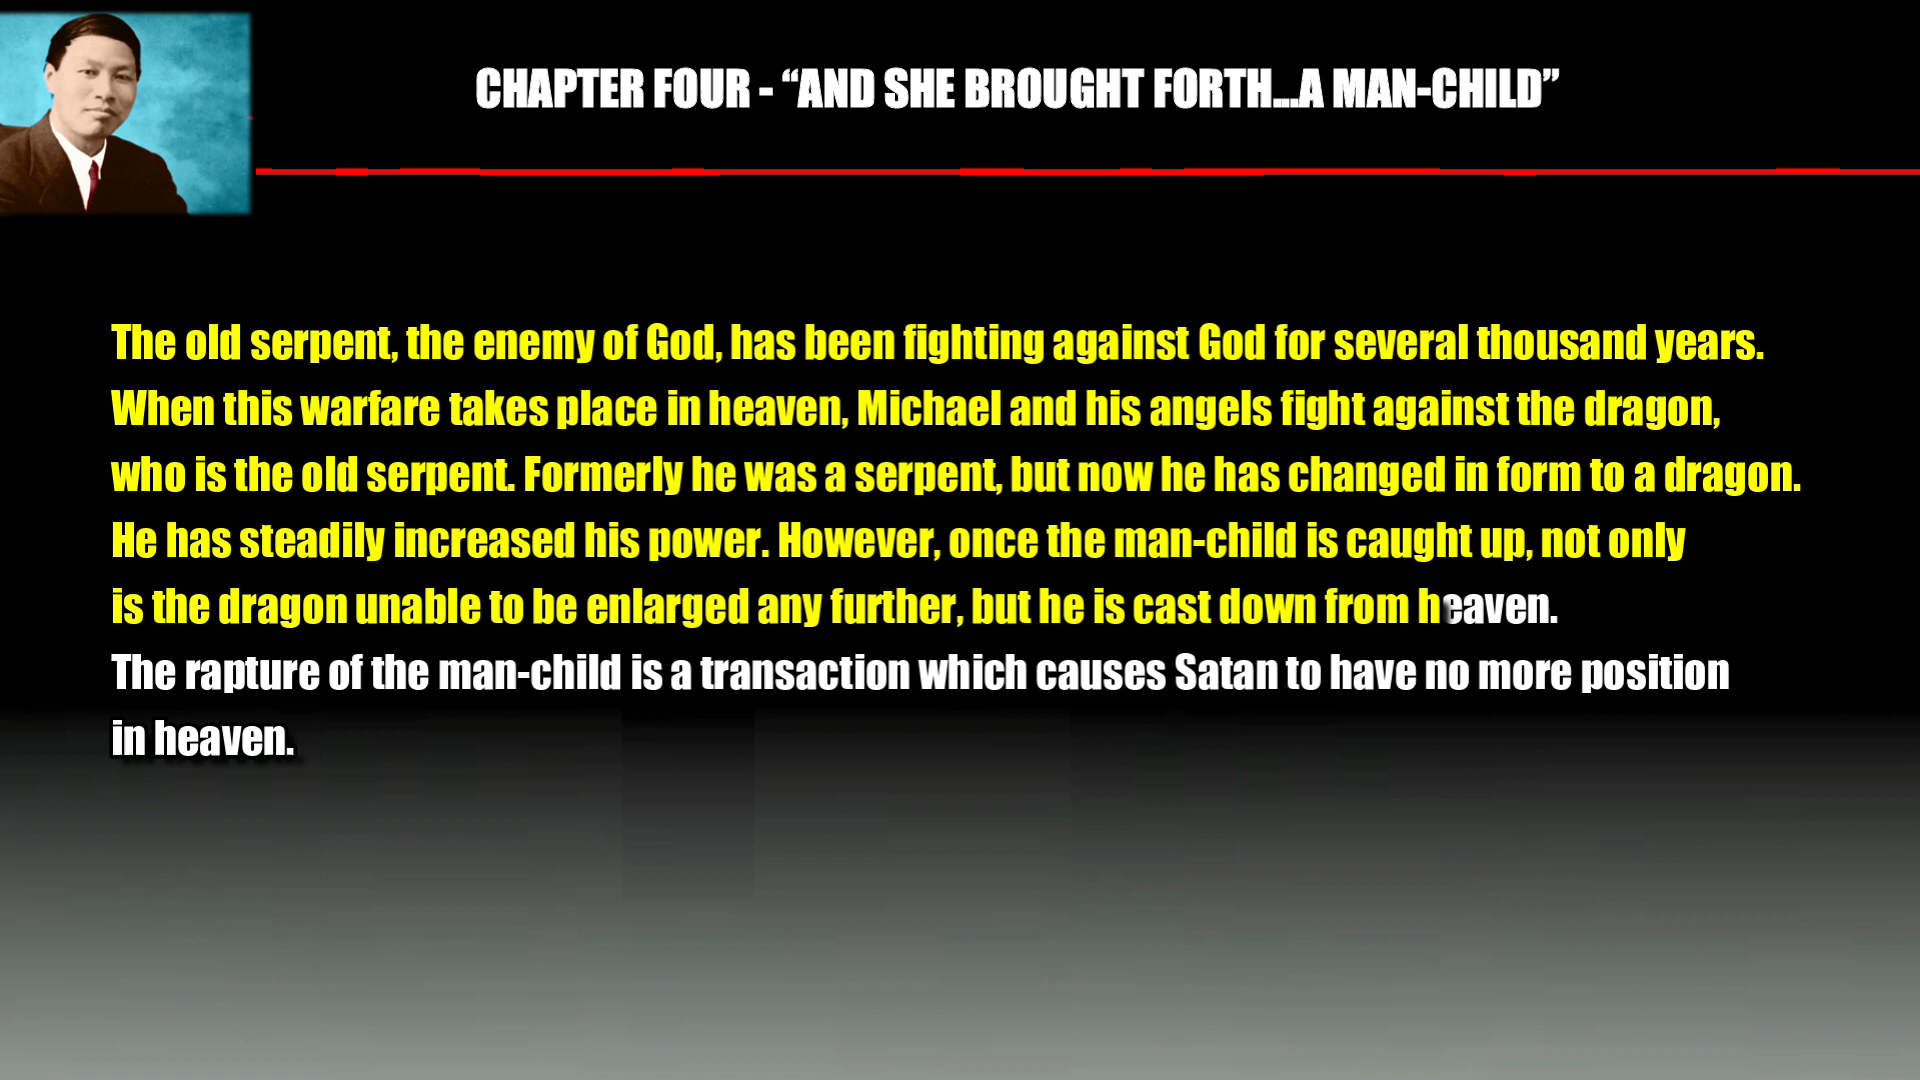 CHAPTER FOUR - “AND SHE BROUGHT FORTH...A MAN-CHILD”
The old serpent, the enemy of God, has been fighting against God for several thousand years.
When this warfare takes place in heaven, Michael and his angels fight against the dragon,
who is the old serpent. Formerly he was a serpent, but now he has changed in form to a dragon.
He has steadily increased his power. However, once the man-child is caught up, not only
is the dragon unable to be enlarged any further, but he is cast down from heaven.
The rapture of the man-child is a transaction which causes Satan to have no more position
in heaven.